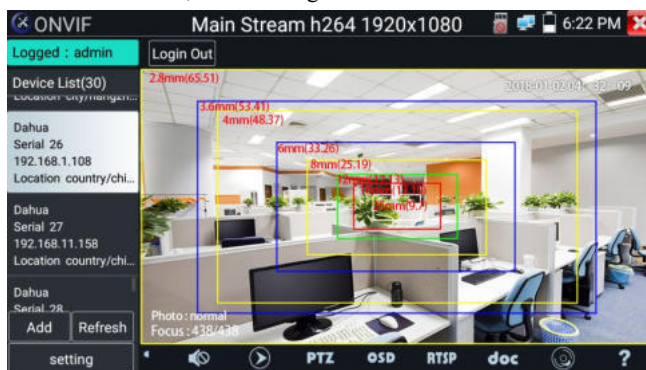 ONVIF
Main Stream h264 1920x1080
6:22 PM
Logged : admin
Login Out
Device List(30)
Dahua
Serial 26
192.168.1.108
Location country/chi...
Dahua
Serial 27
192.168.11.158
Location country/chi...
Dahua
Serial 28
Add
Refresh
setting
2.8mm(65.51)
3.6mm(53.41)
4mm(48.37)
6mm(33.26)
8mm(25.19)
Photo:normal
Focus:438/438
PTZ
OSD
RTSP
doc
?